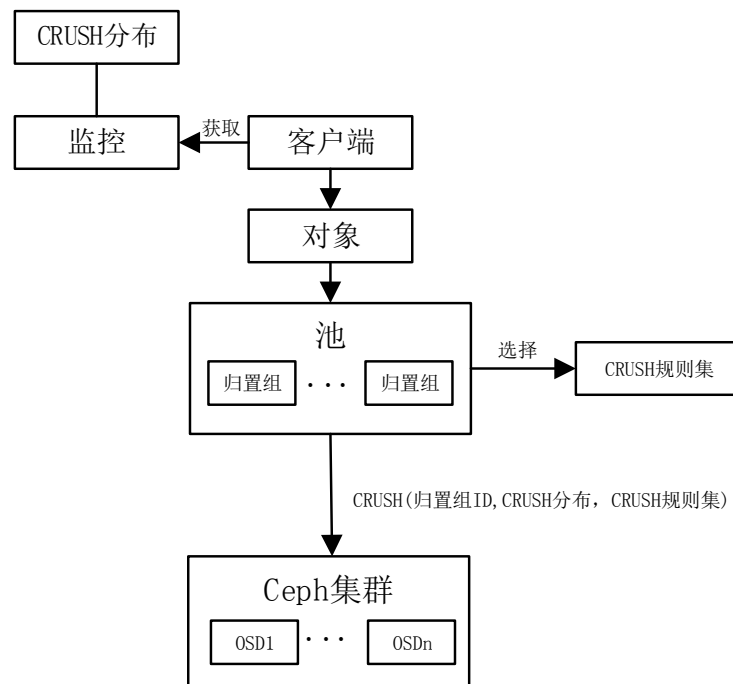 CRUSH分布
监控
获取
客户端
对象
池
归置组 ··· 归置组
选择
CRUSH规则集
CRUSH(归置组ID,CRUSH分布，CRUSH规则集)
Ceph集群
OSD1 ··· OSDn